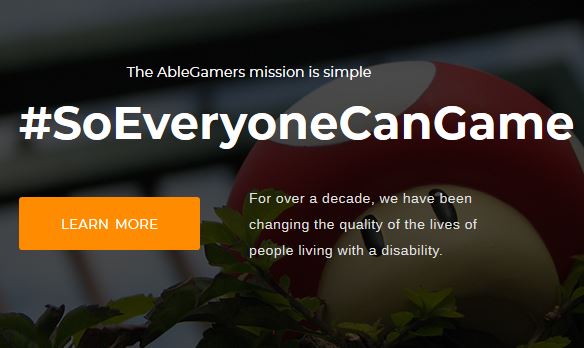 The AbleGamers mission is simple
#SoEveryoneCanGame
LEARN MORE
For over a decade, we have been
changing the quality of the lives of
people living with a disability.